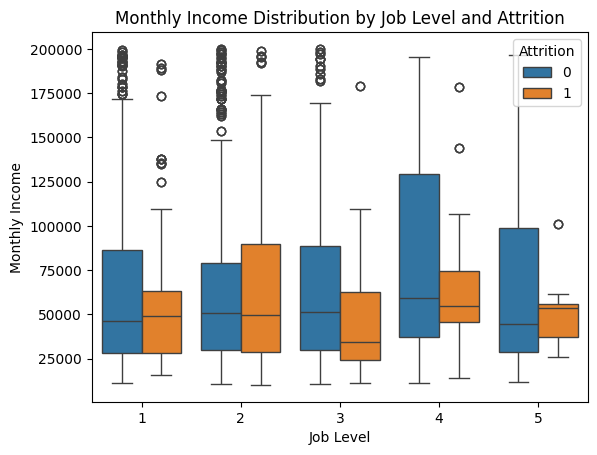 Monthly Income Distribution by Job Level and Attrition
Attrition
0
1
200000
175000
150000
125000
100000
75000
50000
25000
Monthly Income
1 2 3 4 5
Job Level